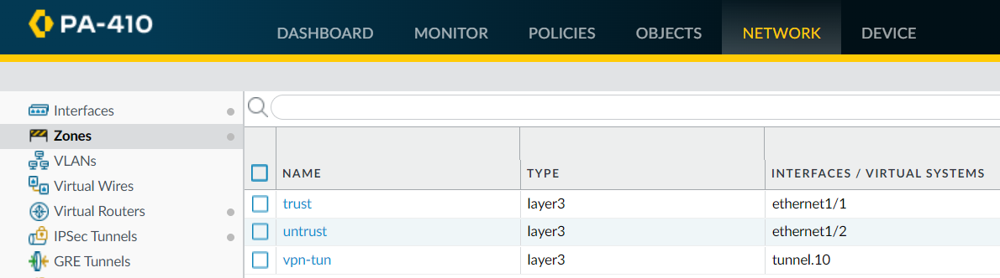 PA-410
DASHBOARD MONITOR POLICIES OBJECTS NETWORK DEVICE
Interfaces
Zones
VLANs
Virtual Wires
Virtual Routers
IPSec Tunnels
GRE Tunnels
NAME TYPE INTERFACES / VIRTUAL SYSTEMS
trust layer3 ethernet1/1
untrust layer3 ethernet1/2
vpn-tun layer3 tunnel.10